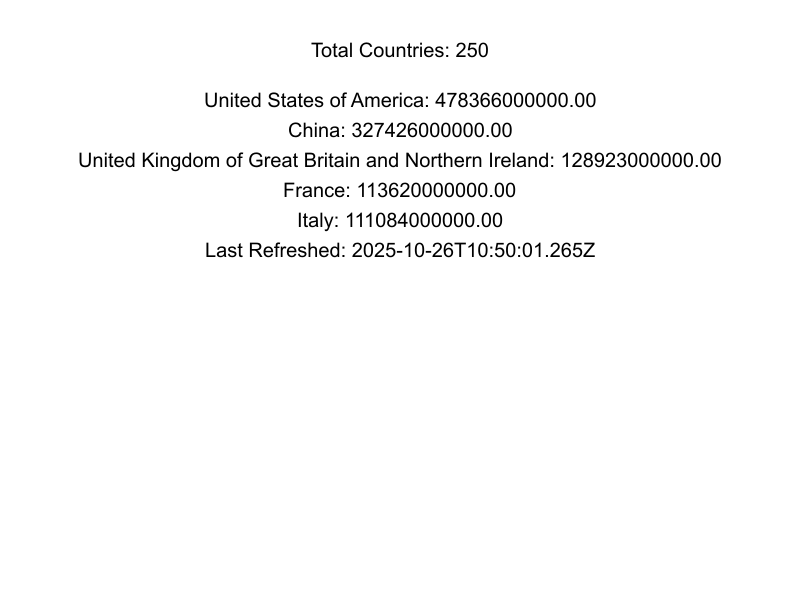 Total Countries: 250
United States of America: 478366000000.00
China: 327426000000.00
United Kingdom of Great Britain and Northern Ireland: 128923000000.00
France: 113620000000.00
Italy: 111084000000.00
Last Refreshed: 2025-10-26T10:50:01.265Z